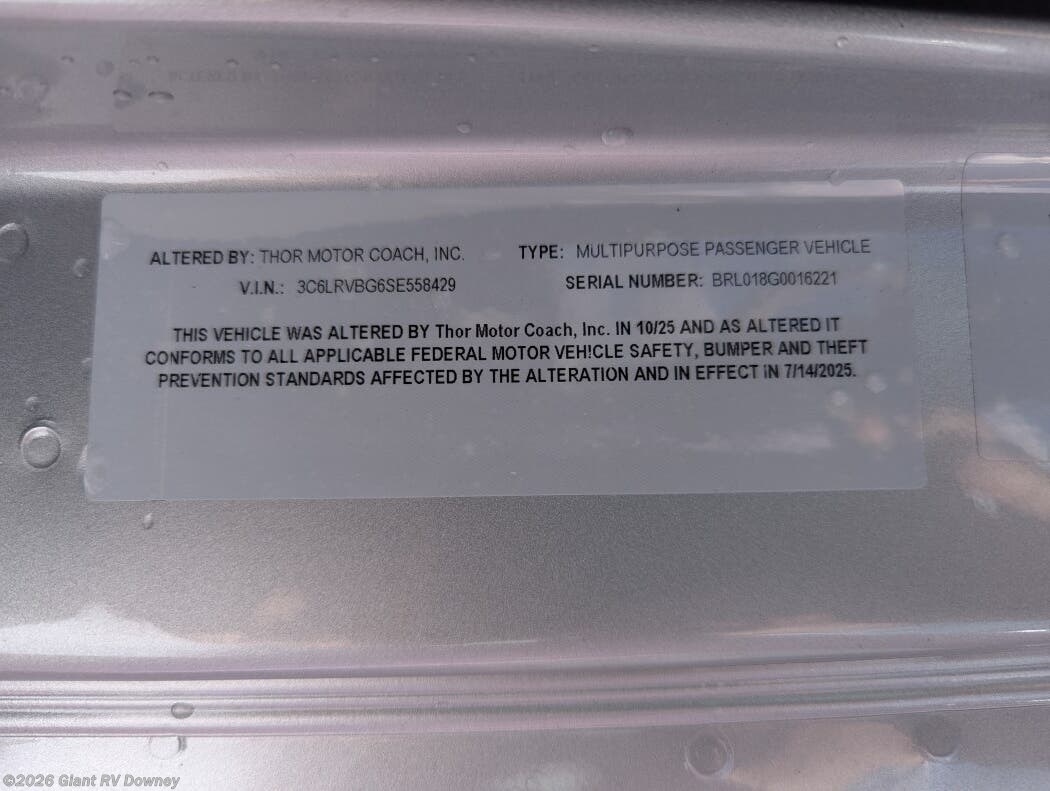 ALTERED BY: THOR MOTOR COACH, INC. TYPE: MULTIPURPOSE PASSENGER VEHICLE
V.I.N.: 3C6LRVBG6SE558429 SERIAL NUMBER: BRL018G0016221
THIS VEHICLE WAS ALTERED BY Thor Motor Coach, Inc. IN 10/25 AND AS ALTERED IT
CONFORMS TO ALL APPLICABLE FEDERAL MOTOR VEHICLE SAFETY, BUMPER AND THEFT
PREVENTION STANDARDS AFFECTED BY THE ALTERATION AND IN EFFECT IN 7/14/2025.
©2026 Giant RV Downey